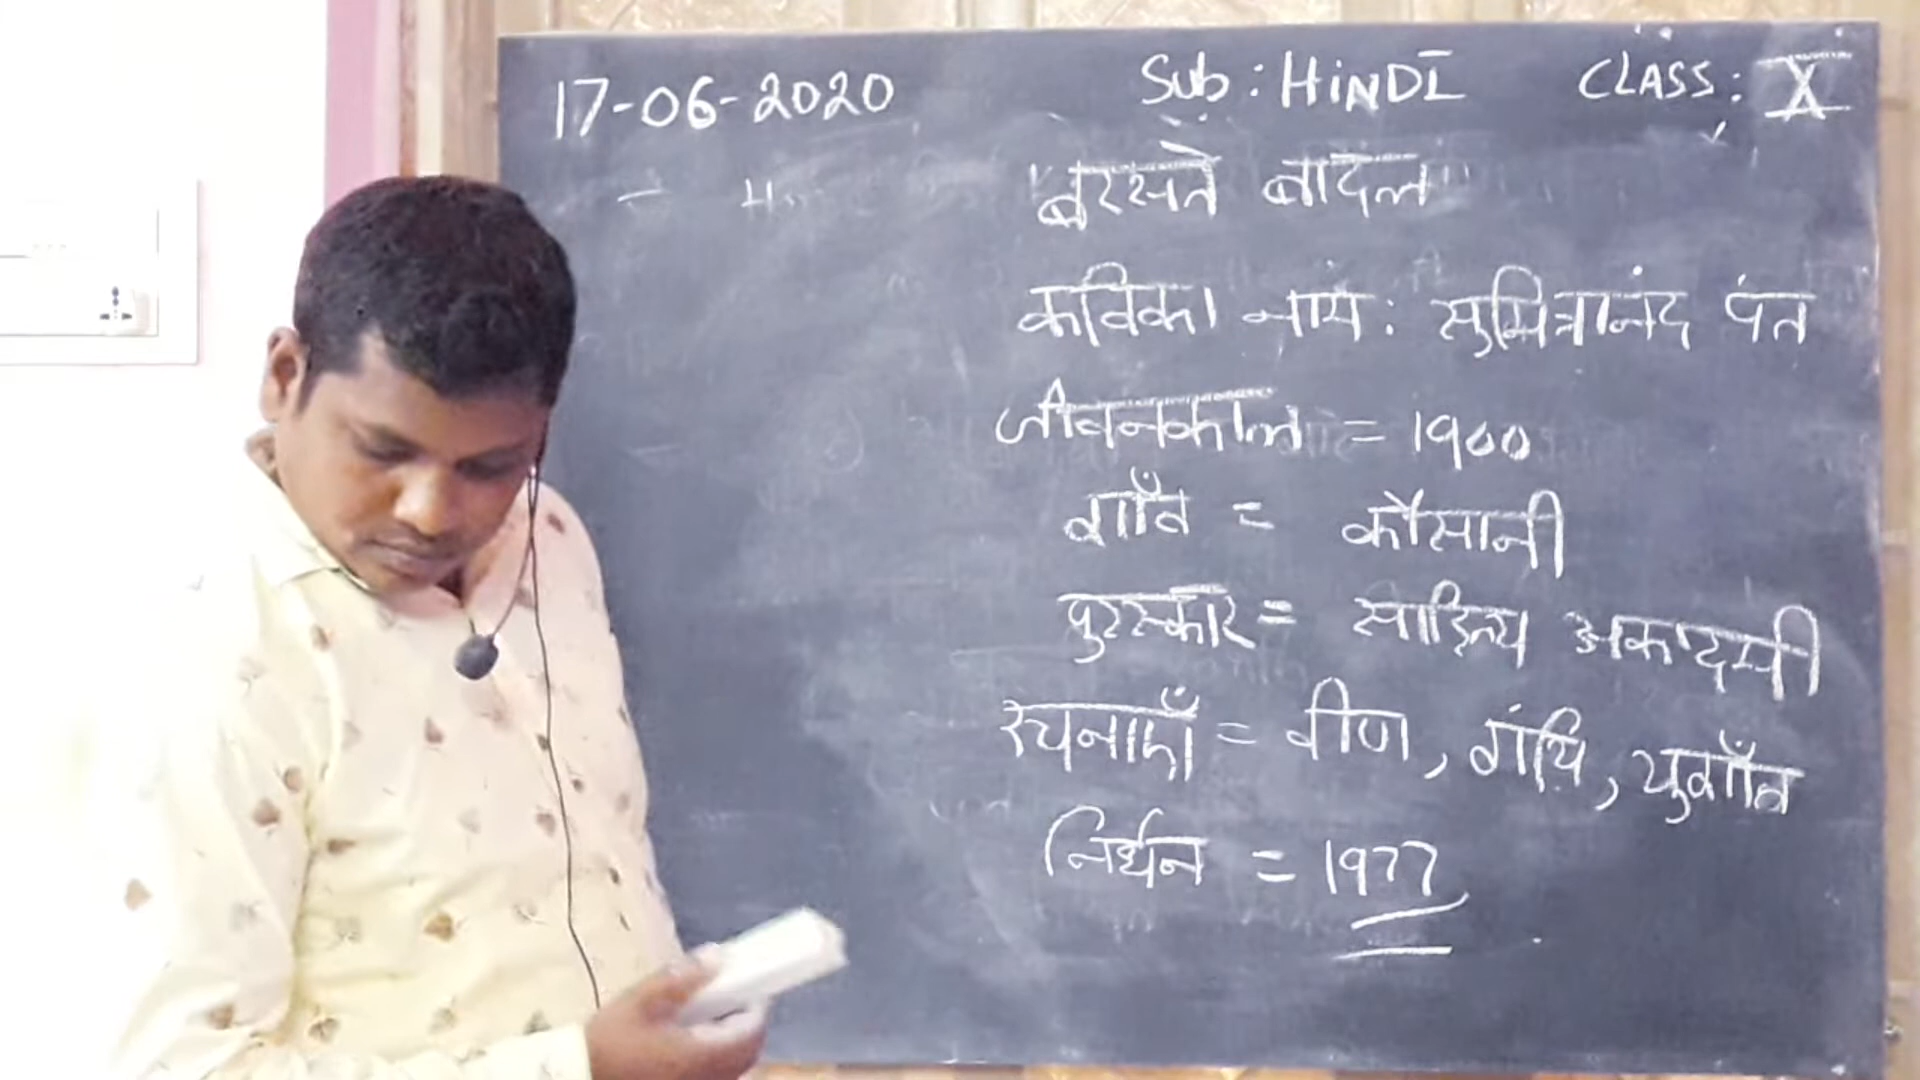 17-06-2020 Sub : HINDI CLASS : X
"बरसते बादल"
कविका नाम : सुमित्रानंद पंत
जीवनकाल = 1900
गाँव = कौसानी
पुरस्कार = साहित्य अकादमी
रचनाएँ = वीण, ग्रंथि, युगाँत
निर्धन = 1977